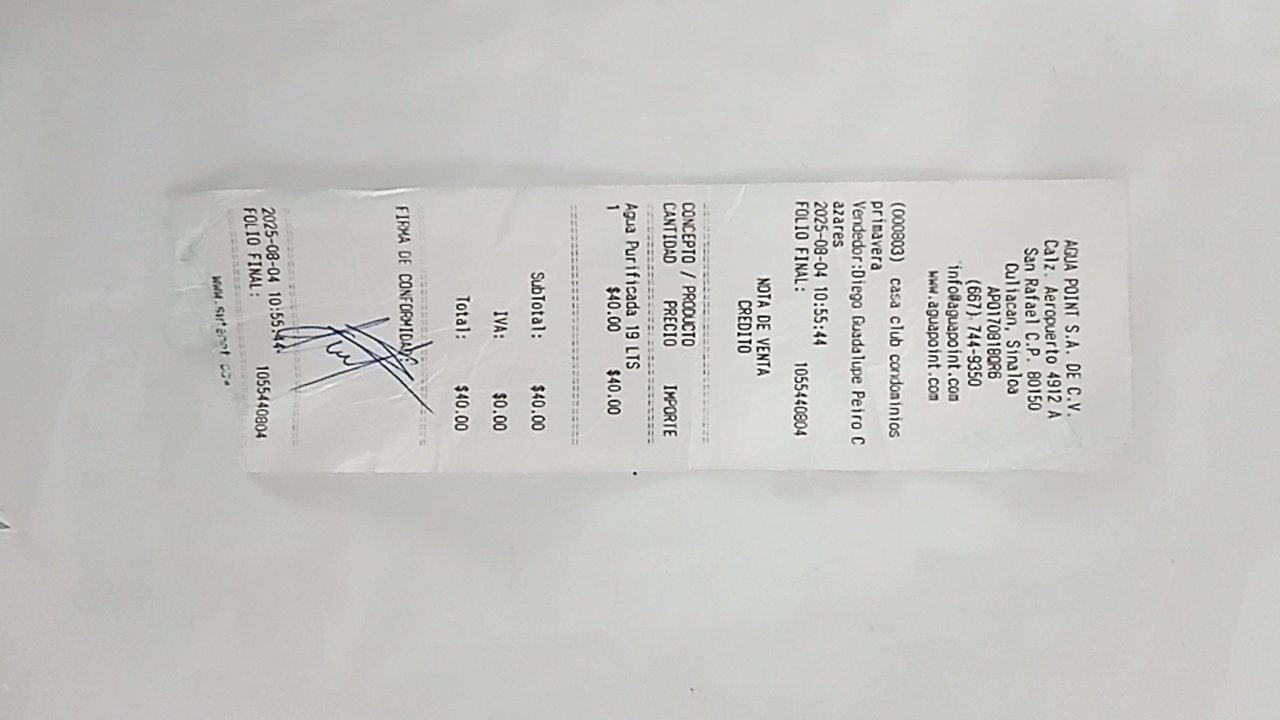 AGUA POINT S.A. DE C.V.
Calz. Aeropuerto 4912 A
San Rafael C.P. 80150
Culiacan, Sinaloa
APO170818QR6
(667) 744-9350
info@aguapoint.com
www.aguapoint.com
(000803) casa club condominios
primavera
Vendedor:Diego Guadalupe Peiro C
azares
2025-08-04 10:55:44
FOLIO FINAL: 1055440804
NOTA DE VENTA
CREDITO
CONCEPTO / PRODUCTO
CANTIDAD PRECIO IMPORTE
Agua Purificada 19 LTS
1 $40.00 $40.00
SubTotal: $40.00
IVA: $0.00
Total: $40.00
FIRMA DE CONFORMIDAD:
2025-08-04 10:55:44
FOLIO FINAL: 1055440804